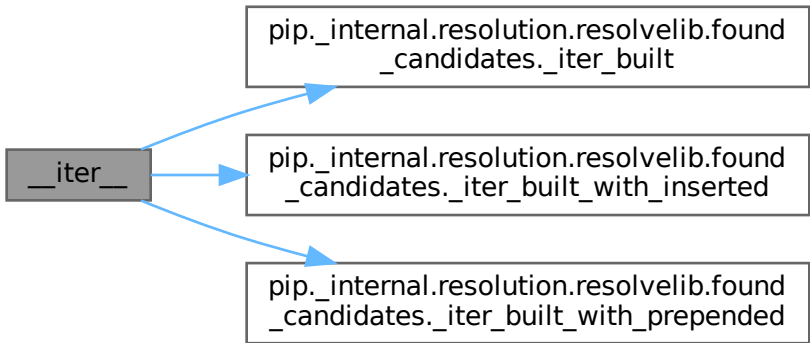 pip._internal.resolution.resolvelib.found
_candidates._iter_built
__iter__
pip._internal.resolution.resolvelib.found
_candidates._iter_built_with_inserted
pip._internal.resolution.resolvelib.found
_candidates._iter_built_with_prepended